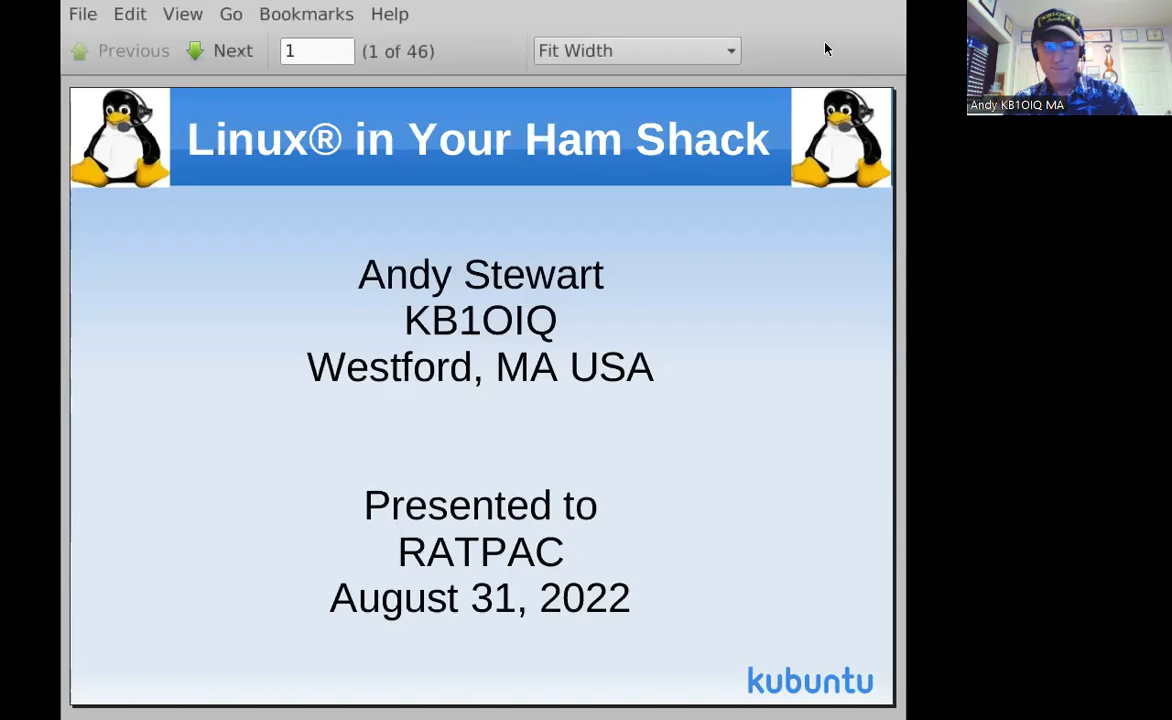 File Edit View Go Bookmarks Help
Previous Next 1 (1 of 46) Fit Width
Andy KB1OIQ MA
Linux® in Your Ham Shack
Andy Stewart
KB1OIQ
Westford, MA USA
Presented to
RATPAC
August 31, 2022
kubuntu